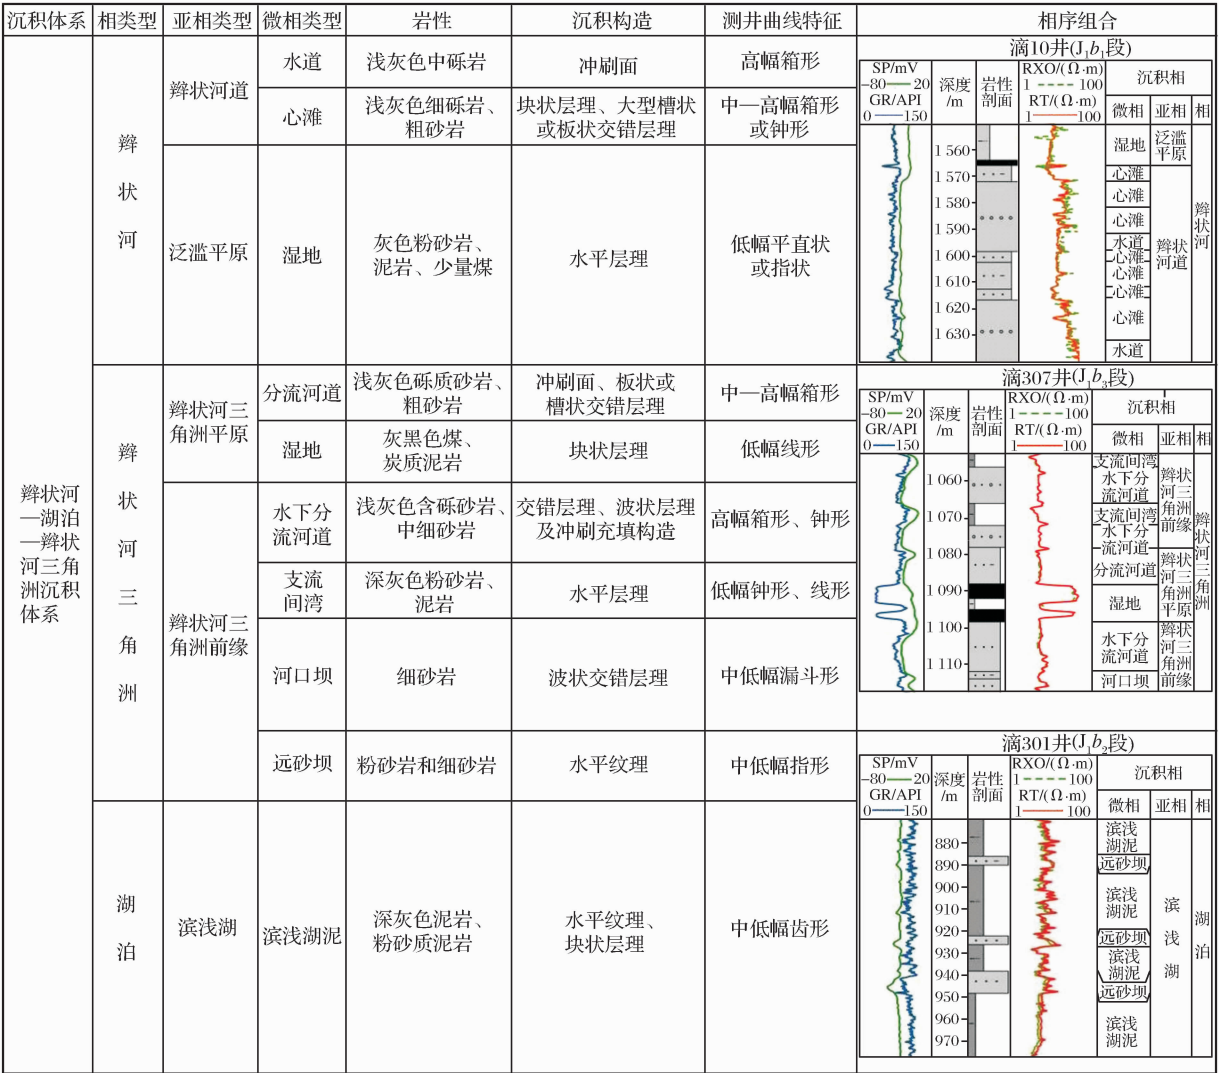 沉积体系 相类型 亚相类型 微相类型 岩性 沉积构造 测井曲线特征 相序组合
辫状河
—湖泊
—辫状
河三角
洲沉积
体系
辫状河
辫状河道
水道 浅灰色中砾岩 冲刷面 高幅箱形
心滩 浅灰色细砾岩、
粗砂岩
块状层理、大型槽状
或板状交错层理
中—高幅箱形
或钟形
泛滥平原 湿地
灰色粉砂岩、
泥岩、少量煤
水平层理
低幅平直状
或指状
辫状河三角洲
辫状河三
角洲平原
分流河道
浅灰色砾质砂岩、
粗砂岩
冲刷面、板状或
槽状交错层理
中—高幅箱形
湿地
灰黑色煤、
炭质泥岩
块状层理 低幅线形
辫状河三
角洲前缘
水下分
流河道
浅灰色含砾砂岩、
中细砂岩
交错层理、波状层理
及冲刷充填构造
高幅箱形、钟形
支流
间湾
深灰色粉砂岩、
泥岩
水平层理 低幅钟形、线形
河口坝 细砂岩 波状交错层理 中低幅漏斗形
远砂坝 粉砂岩和细砂岩 水平纹理 中低幅指形
湖泊
滨浅湖 滨浅湖泥
深灰色泥岩、
粉砂质泥岩
水平纹理、
块状层理
中低幅齿形
滴10井(J₁b₁段)
SP/mV
-80 20
GR/API
0 150
深度
/m
岩性
剖面
RXO/(Ω·m)
1 100
RT/(Ω·m)
1 100
沉积相
微相 亚相 相
1 560
1 570
1 580
1 590
1 600
1 610
1 620
1 630
湿地
心滩
心滩
心滩
水道
心滩
心滩
心滩
心滩
水道
泛滥
平原
辫状
河道
辫状河
滴307井(J₁b₃段)
SP/mV
-80 20
GR/API
0 150
深度
/m
岩性
剖面
RXO/(Ω·m)
1 100
RT/(Ω·m)
1 100
沉积相
微相 亚相 相
1 060
1 070
1 080
1 090
1 100
1 110
支流间湾
水下分
流河道
支流间湾
水下分
流河道
分流河道
湿地
水下分
流河道
河口坝
辫状
河三
角洲
前缘
辫状
河三
角洲
平原
辫状
河三
角洲
前缘
辫状河三角洲
滴301井(J₁b₂段)
SP/mV
-80 20
GR/API
0 150
深度
/m
岩性
剖面
RXO/(Ω·m)
1 100
RT/(Ω·m)
1 100
沉积相
微相 亚相 相
880
890
900
910
920
930
940
950
960
970
滨浅
湖泥
远砂坝
滨浅
湖泥
远砂坝
滨浅
湖泥
远砂坝
滨浅
湖泥
滨浅湖
湖泊